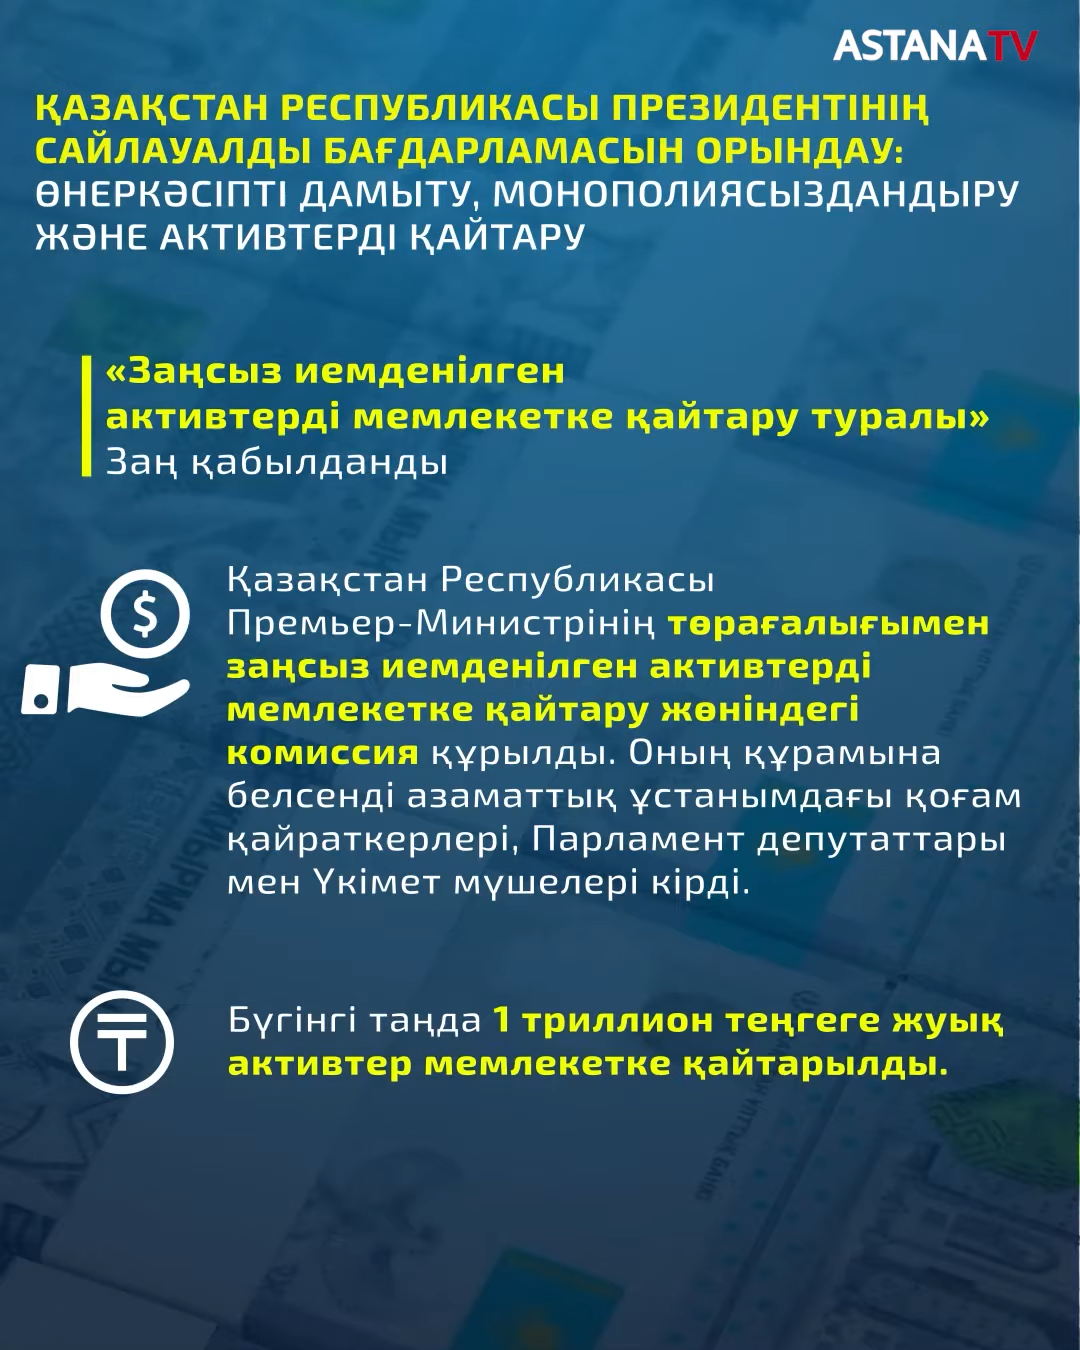 ASTANATV
ҚАЗАҚСТАН РЕСПУБЛИКАСЫ ПРЕЗИДЕНТІНІҢ
САЙЛАУАЛДЫ БАҒДАРЛАМАСЫН ОРЫНДАУ:
ӨНЕРКӘСІПТІ ДАМЫТУ, МОНОПОЛИЯСЫЗДАНДЫРУ
ЖӘНЕ АКТИВТЕРДІ ҚАЙТАРУ
«Заңсыз иемденілген
активтерді мемлекетке қайтару туралы»
Заң қабылданды
Қазақстан Республикасы
Премьер-Министрінің төрағалығымен
заңсыз иемденілген активтерді
мемлекетке қайтару жөніндегі
комиссия құрылды. Оның құрамына
белсенді азаматтық ұстанымдағы қоғам
қайраткерлері, Парламент депутаттары
мен Үкімет мүшелері кірді.
Бүгінгі таңда 1 триллион теңгеге жуық
активтер мемлекетке қайтарылды.